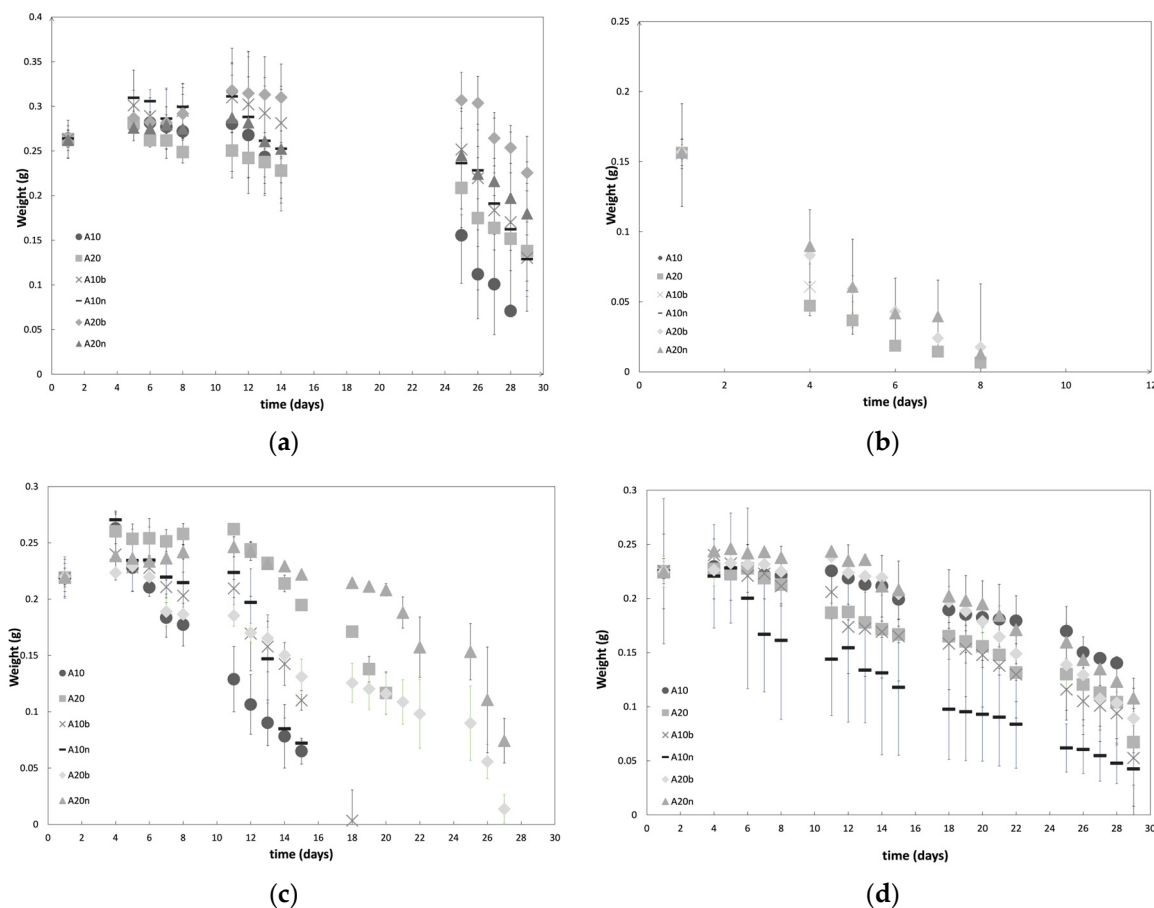 0.4
0.35
0.3
0.25
0.2
0.15
0.1
0.05
0
Weight (g)
A10
A20
A10b
A10n
A20b
A20n
0 2 4 6 8 10 12 14 16 18 20 22 24 26 28 30
time (days)
(a)
0.25
0.2
0.15
0.1
0.05
0
Weight (g)
A10
A20
A10b
A10n
A20b
A20n
0 2 4 6 8 10 12
time (days)
(b)
0.3
0.25
0.2
0.15
0.1
0.05
0
Weight (g)
A10
A20
A10b
A10n
A20b
A20n
0 2 4 6 8 10 12 14 16 18 20 22 24 26 28 30
time (days)
(c)
0.3
0.25
0.2
0.15
0.1
0.05
0
Weight (g)
A10
A20
A10b
A10n
A20b
A20n
0 2 4 6 8 10 12 14 16 18 20 22 24 26 28 30
time (days)
(d)